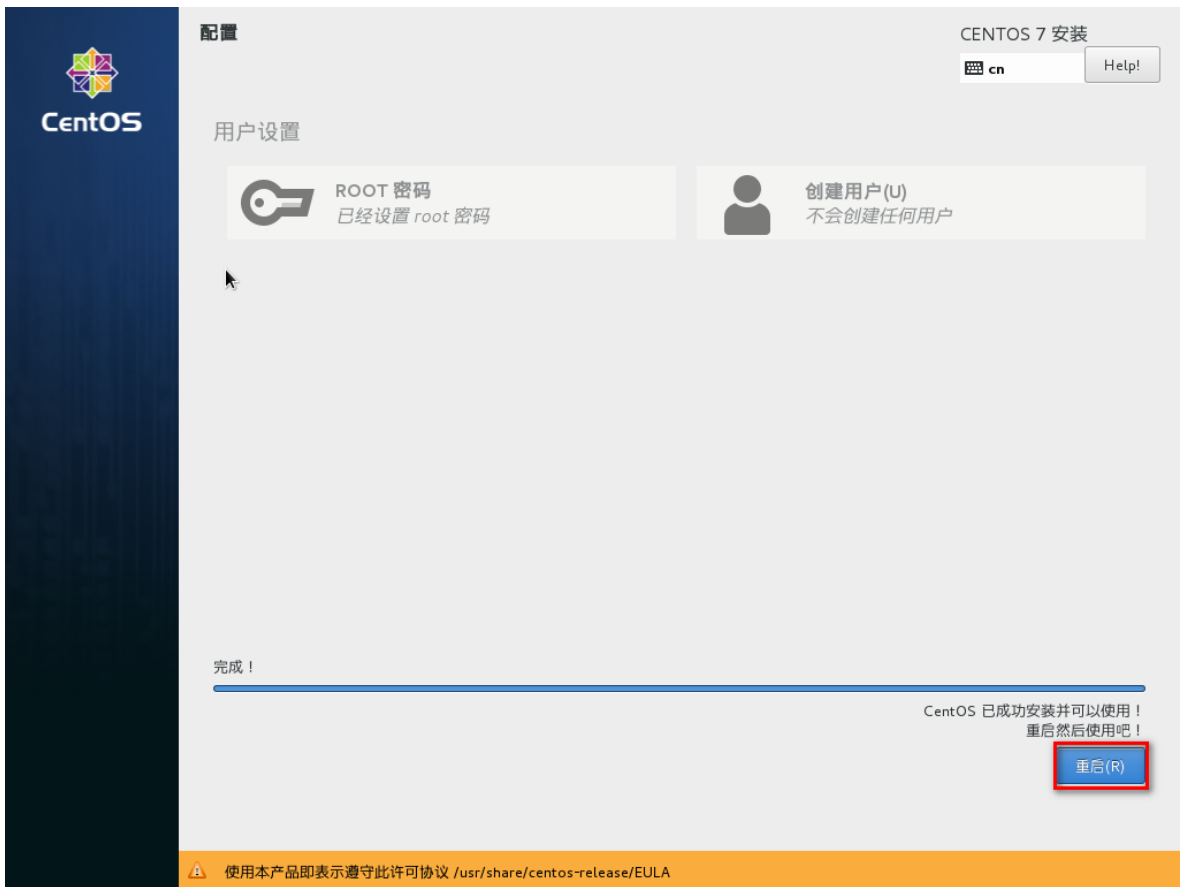 配置
CENTOS 7 安装
cn
Help!
CentOS
用户设置
ROOT 密码
已经设置 root 密码
创建用户(U)
不会创建任何用户
完成！
CentOS 已成功安装并可以使用！
重启然后使用吧！
重启(R)
使用本产品即表示遵守此许可协议 /usr/share/centos-release/EULA